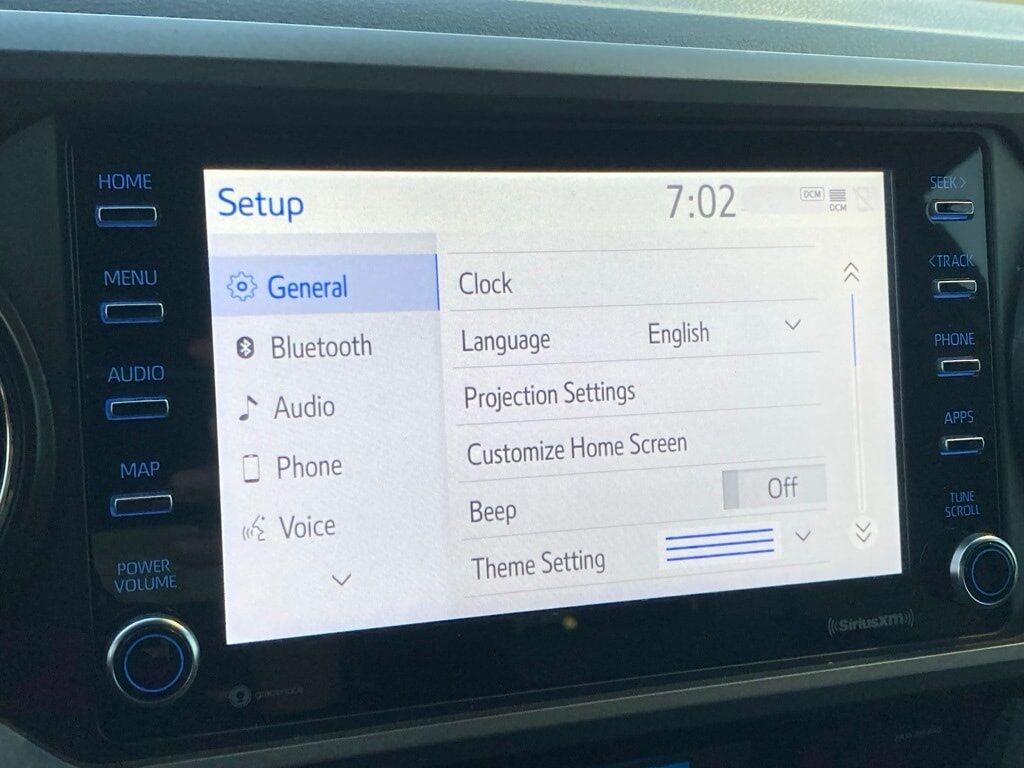 HOME
MENU
AUDIO
MAP
POWER
VOLUME
Setup
7:02
DCM
DCM
General
Bluetooth
Audio
Phone
Voice
Clock
Language English
Projection Settings
Customize Home Screen
Beep Off
Theme Setting
SEEK >
< TRACK
PHONE
APPS
TUNE
SCROLL
gracenote
((SiriusXM))